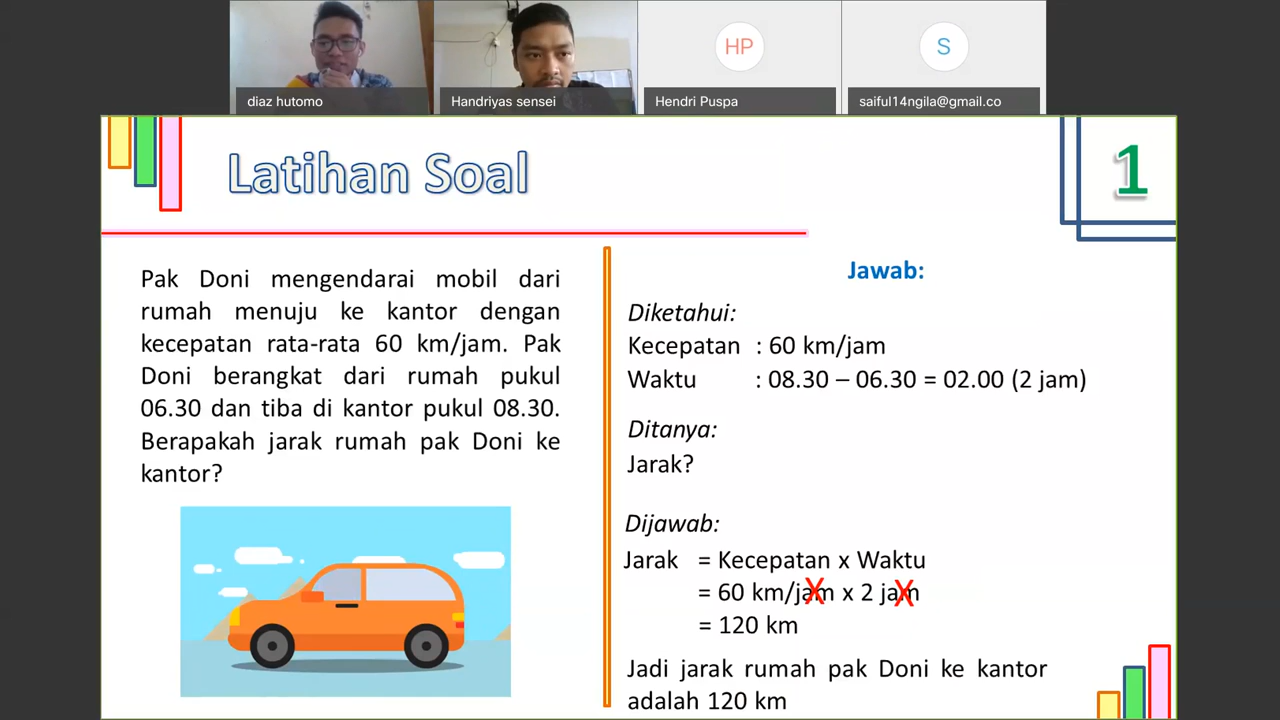 diaz hutomo
Handriyas sensei
HP
Hendri Puspa
S
saiful14ngila@gmail.co
Latihan Soal
1
Pak Doni mengendarai mobil dari
rumah menuju ke kantor dengan
kecepatan rata-rata 60 km/jam. Pak
Doni berangkat dari rumah pukul
06.30 dan tiba di kantor pukul 08.30.
Berapakah jarak rumah pak Doni ke
kantor?
Jawab:
Diketahui:
Kecepatan : 60 km/jam
Waktu : 08.30 – 06.30 = 02.00 (2 jam)
Ditanya:
Jarak?
Dijawab:
Jarak = Kecepatan x Waktu
= 60 km/jam x 2 jam
= 120 km
Jadi jarak rumah pak Doni ke kantor
adalah 120 km